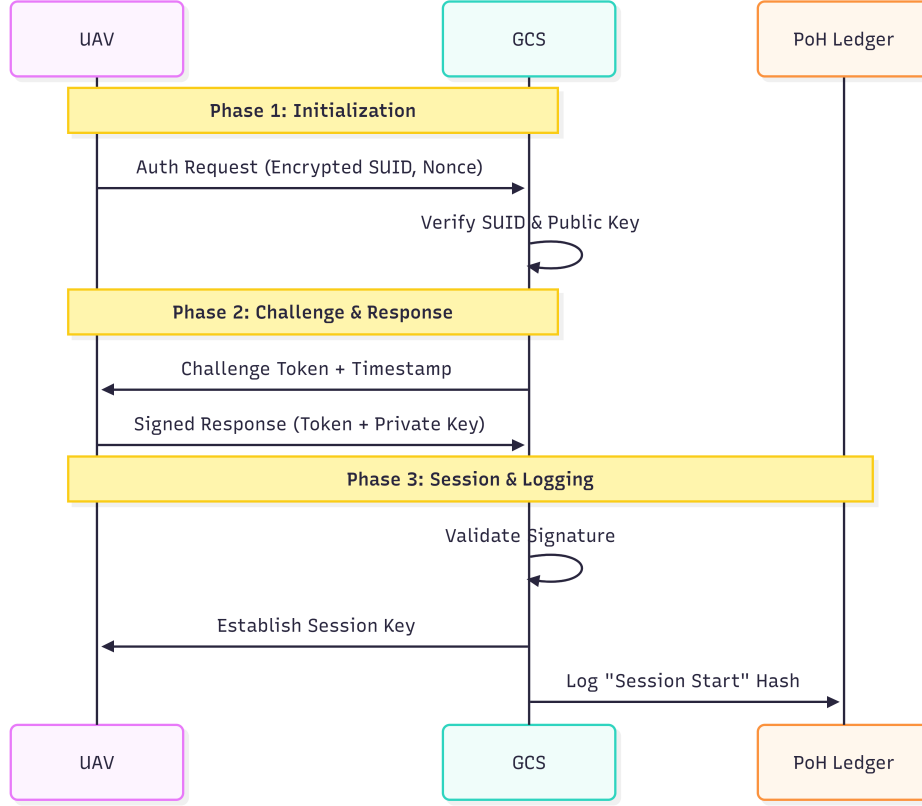 UAV
GCS
PoH Ledger
Phase 1: Initialization
Auth Request (Encrypted SUID, Nonce)
Verify SUID & Public Key
Phase 2: Challenge & Response
Challenge Token + Timestamp
Signed Response (Token + Private Key)
Phase 3: Session & Logging
Validate Signature
Establish Session Key
Log "Session Start" Hash
UAV
GCS
PoH Ledger